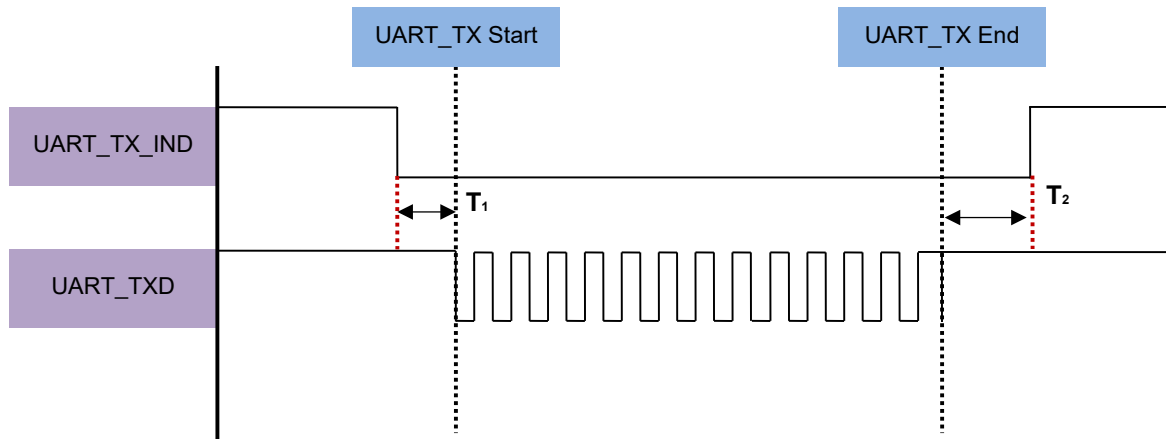 UART_TX Start
UART_TX End
UART_TX_IND
T₁
T₂
UART_TXD